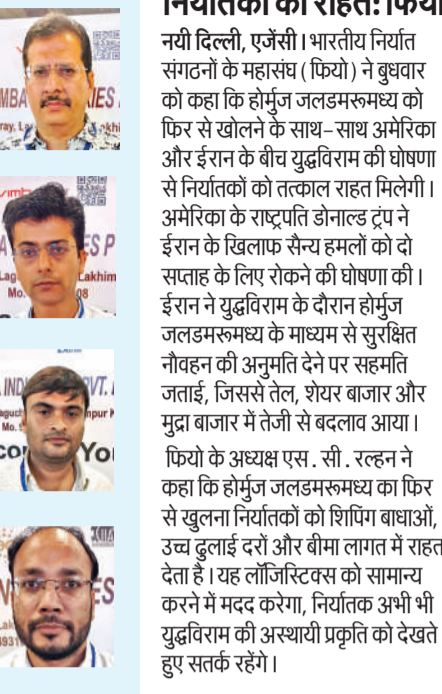 निर्यातकों को राहत: फियो
नयी दिल्ली, एजेंसी। भारतीय निर्यात
संगठनों के महासंघ (फियो) ने बुधवार
को कहा कि होर्मुज जलडमरूमध्य को
फिर से खोलने के साथ-साथ अमेरिका
और ईरान के बीच युद्धविराम की घोषणा
से निर्यातकों को तत्काल राहत मिलेगी।
अमेरिका के राष्ट्रपति डोनाल्ड ट्रंप ने
ईरान के खिलाफ सैन्य हमलों को दो
सप्ताह के लिए रोकने की घोषणा की।
ईरान ने युद्धविराम के दौरान होर्मुज
जलडमरूमध्य के माध्यम से सुरक्षित
नौवहन की अनुमति देने पर सहमति
जताई, जिससे तेल, शेयर बाजार और
मुद्रा बाजार में तेजी से बदलाव आया।
फियो के अध्यक्ष एस. सी. रल्हन ने
कहा कि होर्मुज जलडमरूमध्य का फिर
से खुलना निर्यातकों को शिपिंग बाधाओं,
उच्च ढुलाई दरों और बीमा लागत में राहत
देता है। यह लॉजिस्टिक्स को सामान्य
करने में मदद करेगा, निर्यातक अभी भी
युद्धविराम की अस्थायी प्रकृति को देखते
हुए सतर्क रहेंगे।